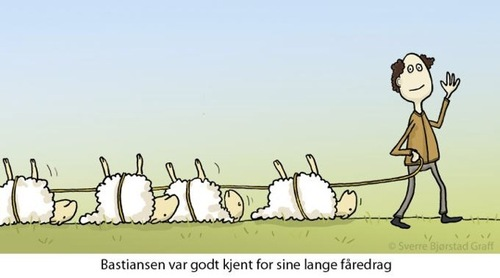 © Sverre Bjørstad Graff
Bastiansen var godt kjent for sine lange fåredrag